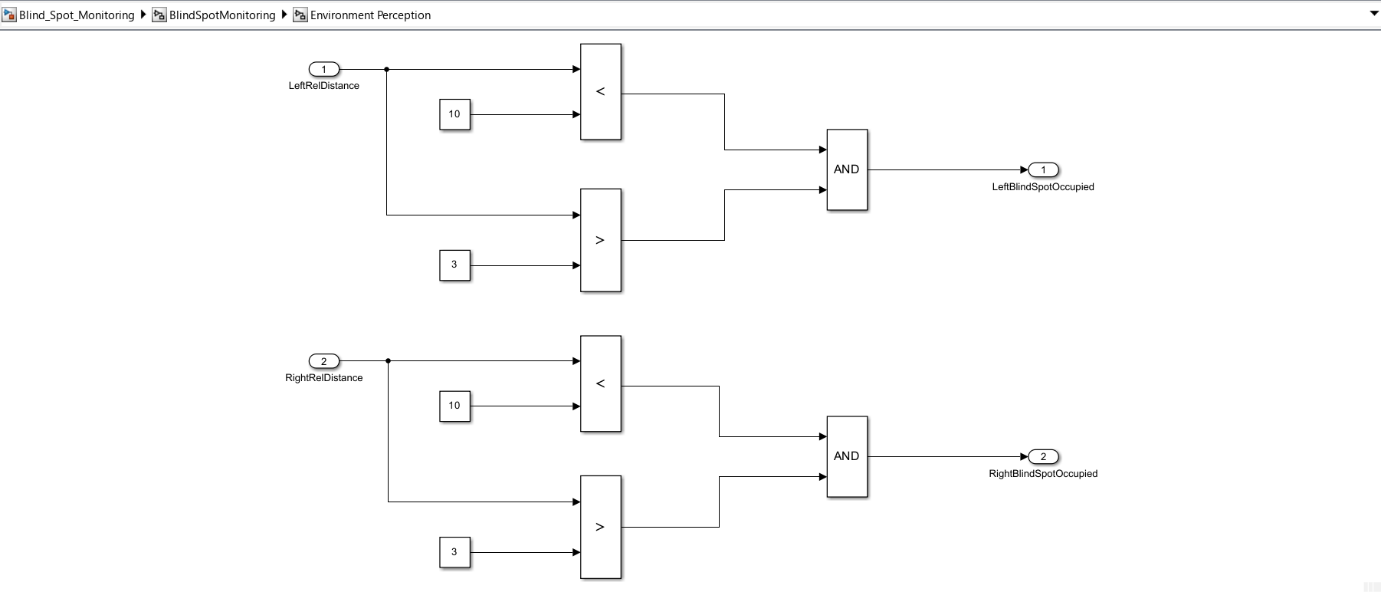 Blind_Spot_Monitoring BlindSpotMonitoring Environment Perception
1
LeftRelDistance
<
10
AND
1
LeftBlindSpotOccupied
>
3
2
RightRelDistance
<
10
AND
2
RightBlindSpotOccupied
>
3